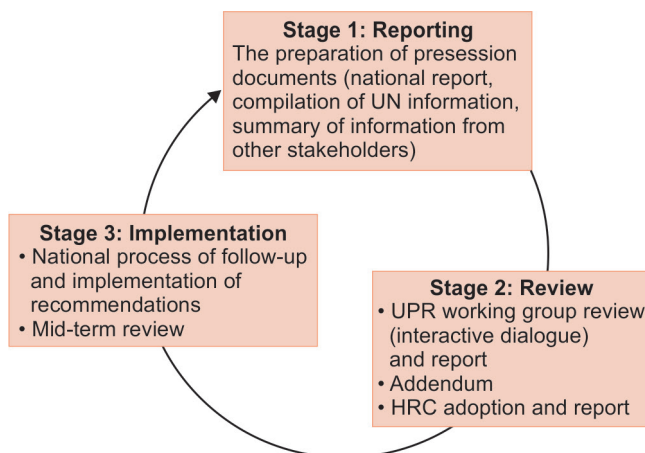 Stage 1: Reporting
The preparation of presession
documents (national report,
compilation of UN information,
summary of information from
other stakeholders)
Stage 3: Implementation
• National process of follow-up
and implementation of
recommendations
• Mid-term review
Stage 2: Review
• UPR working group review
(interactive dialogue)
and report
• Addendum
• HRC adoption and report